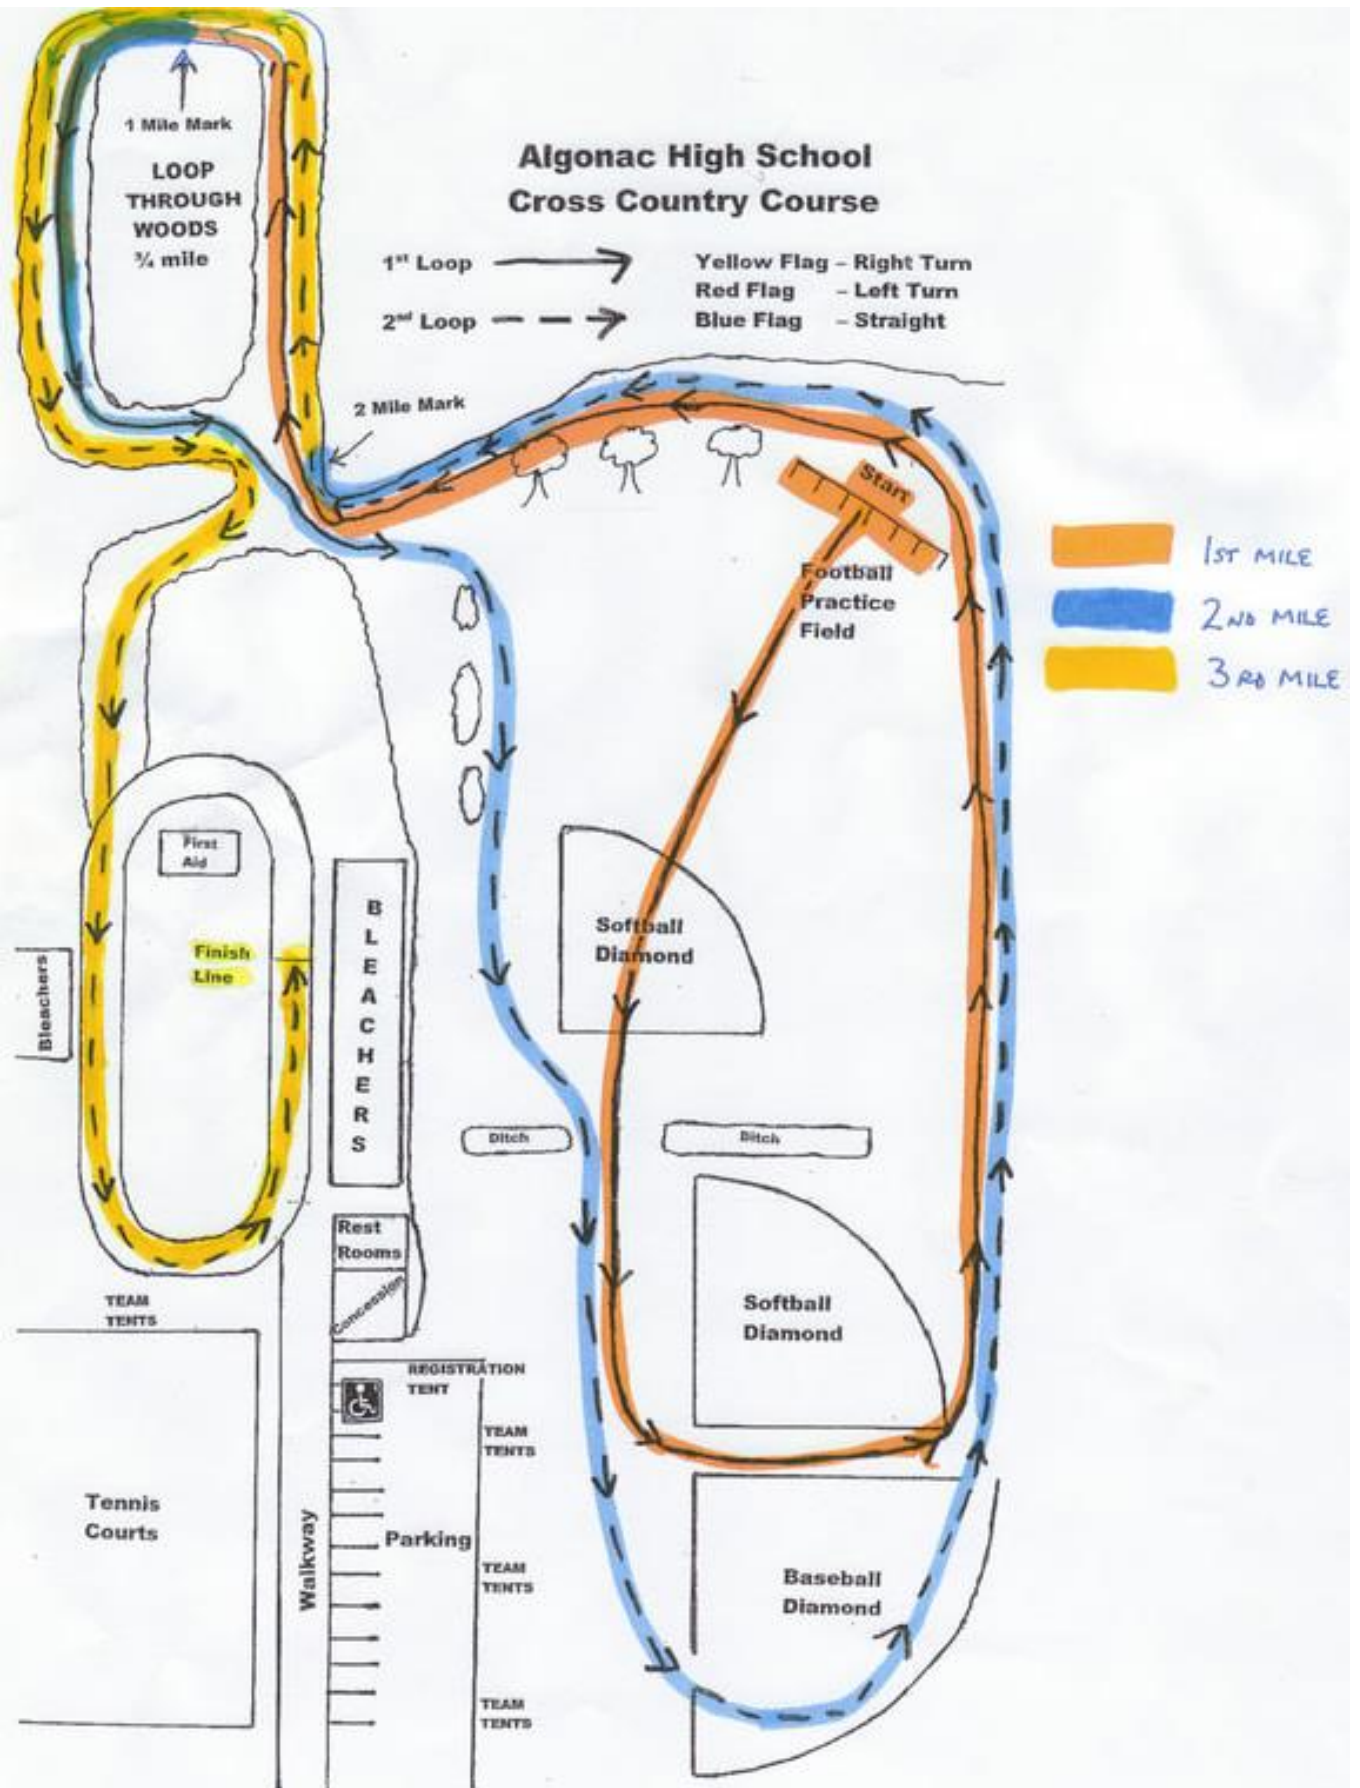 1 Mile Mark
LOOP
THROUGH
WOODS
¾ mile
Algonac High School
Cross Country Course
1st Loop
2nd Loop
Yellow Flag – Right Turn
Red Flag – Left Turn
Blue Flag – Straight
2 Mile Mark
Start
Football
Practice
Field
1ST MILE
2ND MILE
3RD MILE
First
Aid
Finish
Line
Bleachers
BLEACHERS
Softball
Diamond
Ditch
Ditch
Rest
Rooms
Concession
Softball
Diamond
TEAM
TENTS
REGISTRATION
TENT
TEAM
TENTS
Tennis
Courts
Walkway
Parking
TEAM
TENTS
Baseball
Diamond
TEAM
TENTS